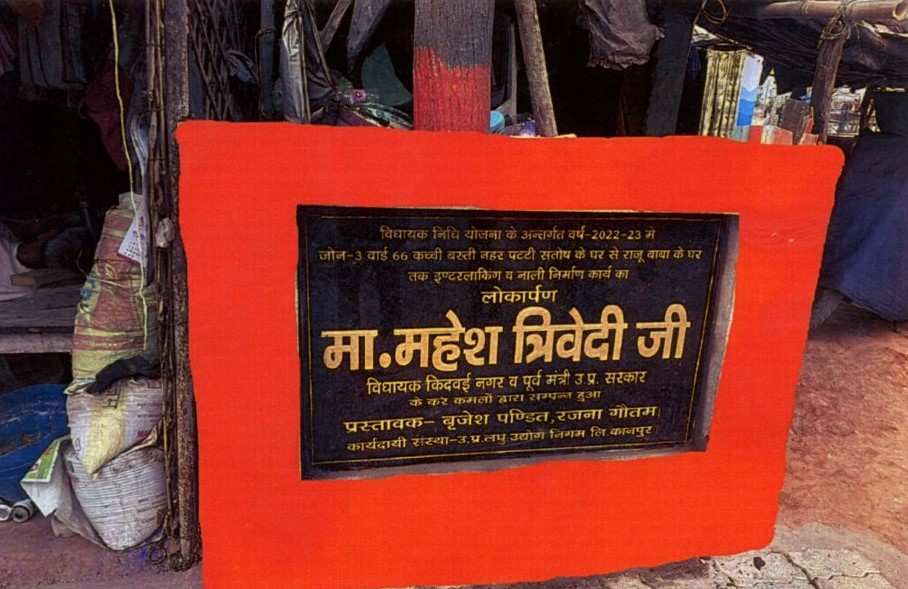 विधायक निधि योजना के अन्तर्गत वर्ष-2022-23 में
जोन-3 वार्ड 66 कच्ची बस्ती नहर पटटी संतोष के घर से राजू बाबा के घर
तक इण्टरलाकिंग व नाली निर्माण कार्य का
लोकार्पण
मा.महेश त्रिवेदी जी
विधायक किदवई नगर व पूर्व मंत्री उ.प्र. सरकार
के कर कमलों द्वारा सम्पन्न हुआ
प्रस्तावक- बृजेश पण्डित,रजना गौतम
कार्यदायी संस्था-उ.प्र.लघु उद्योग निगम लि.कानपुर